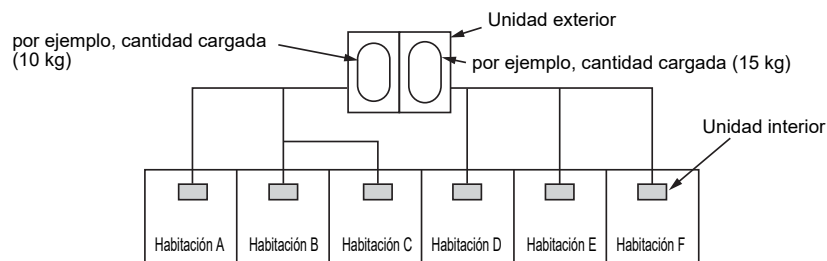 Unidad exterior
por ejemplo, cantidad cargada
(10 kg)
por ejemplo, cantidad cargada (15 kg)
Unidad interior
Habitación A
Habitación B
Habitación C
Habitación D
Habitación E
Habitación F